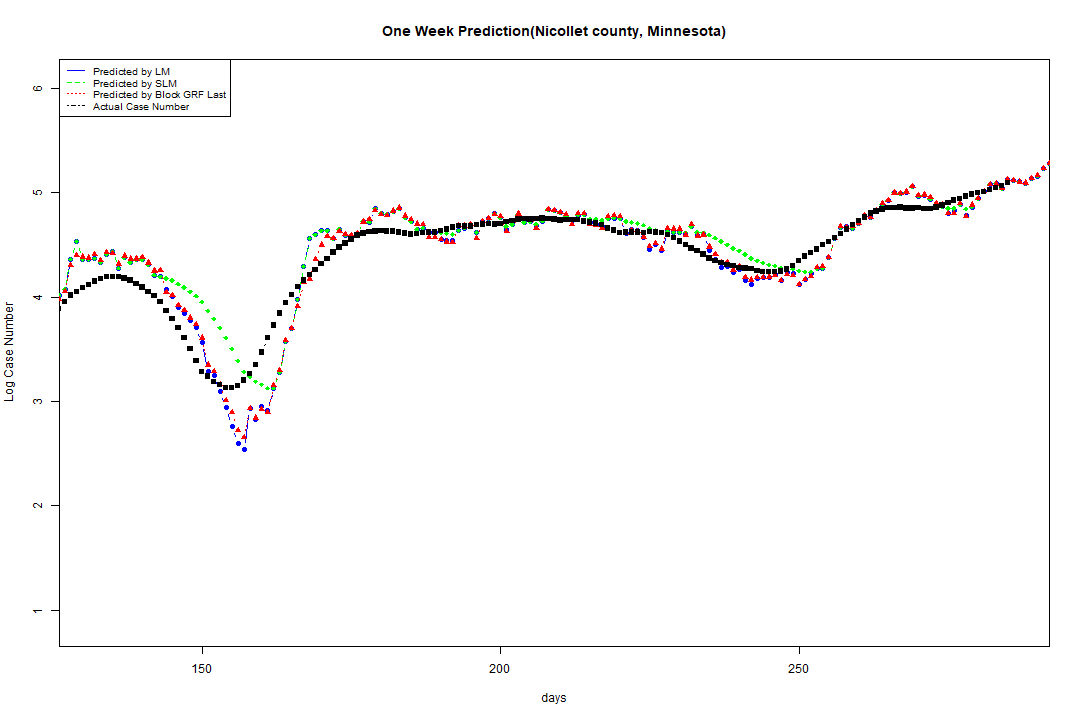 One Week Prediction(Nicollet county, Minnesota)
Predicted by LM
Predicted by SLM
Predicted by Block GRF Last
Actual Case Number
6
5
4
3
2
1
Log Case Number
150
200
250
days